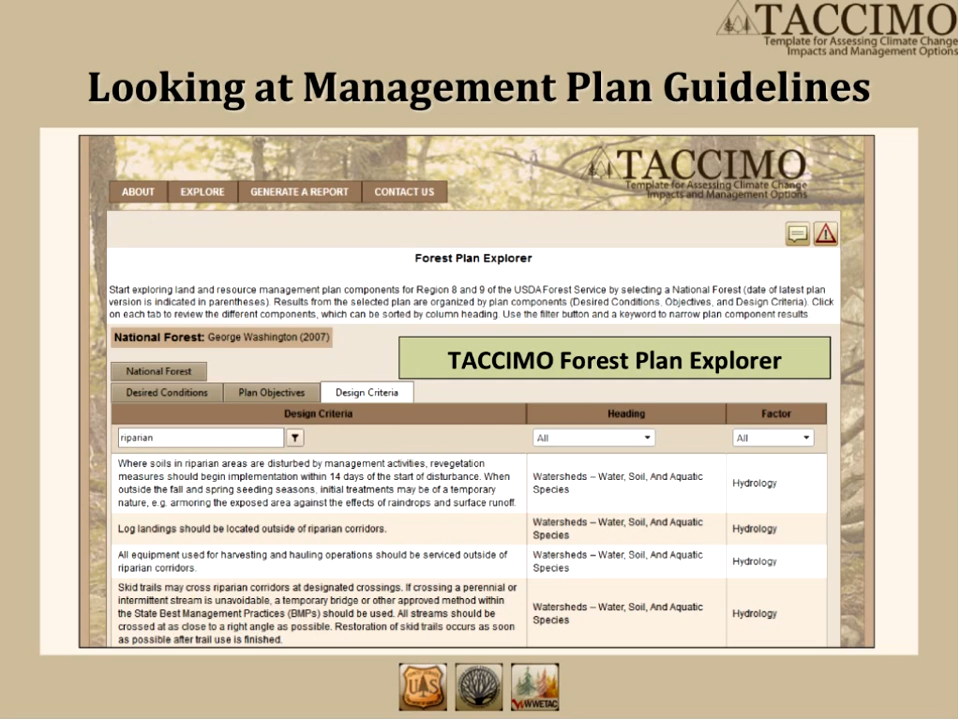 TACCIMO
Template for Assessing Climate Change
Impacts and Management Options
Looking at Management Plan Guidelines
TACCIMO
Template for Assessing Climate Change
Impacts and Management Options
ABOUT EXPLORE GENERATE A REPORT CONTACT US
Forest Plan Explorer
Start exploring land and resource management plan components for Region 8 and 9 of the USDA Forest Service by selecting a National Forest (date of latest plan
version is indicated in parentheses). Results from the selected plan are organized by plan components (Desired Conditions, Objectives, and Design Criteria). Click
on each tab to review the different components, which can be sorted by column heading. Use the filter button and a keyword to narrow plan component results
National Forest: George Washington (2007)
TACCIMO Forest Plan Explorer
National Forest
Desired Conditions Plan Objectives Design Criteria
Design Criteria Heading Factor
riparian All All
Where soils in riparian areas are disturbed by management activities, revegetation
measures should begin implementation within 14 days of the start of disturbance. When
outside the fall and spring seeding seasons, initial treatments may be of a temporary
nature, e.g. armoring the exposed area against the effects of raindrops and surface runoff.
Watersheds – Water, Soil, And Aquatic
Species
Hydrology
Log landings should be located outside of riparian corridors.
Watersheds – Water, Soil, And Aquatic
Species
Hydrology
All equipment used for harvesting and hauling operations should be serviced outside of
riparian corridors.
Watersheds – Water, Soil, And Aquatic
Species
Hydrology
Skid trails may cross riparian corridors at designated crossings. If crossing a perennial or
intermittent stream is unavoidable, a temporary bridge or other approved method within
the State Best Management Practices (BMPs) should be used. All streams should be
crossed at as close to a right angle as possible. Restoration of skid trails occurs as soon
as possible after trail use is finished.
Watersheds – Water, Soil, And Aquatic
Species
Hydrology
WWETAC